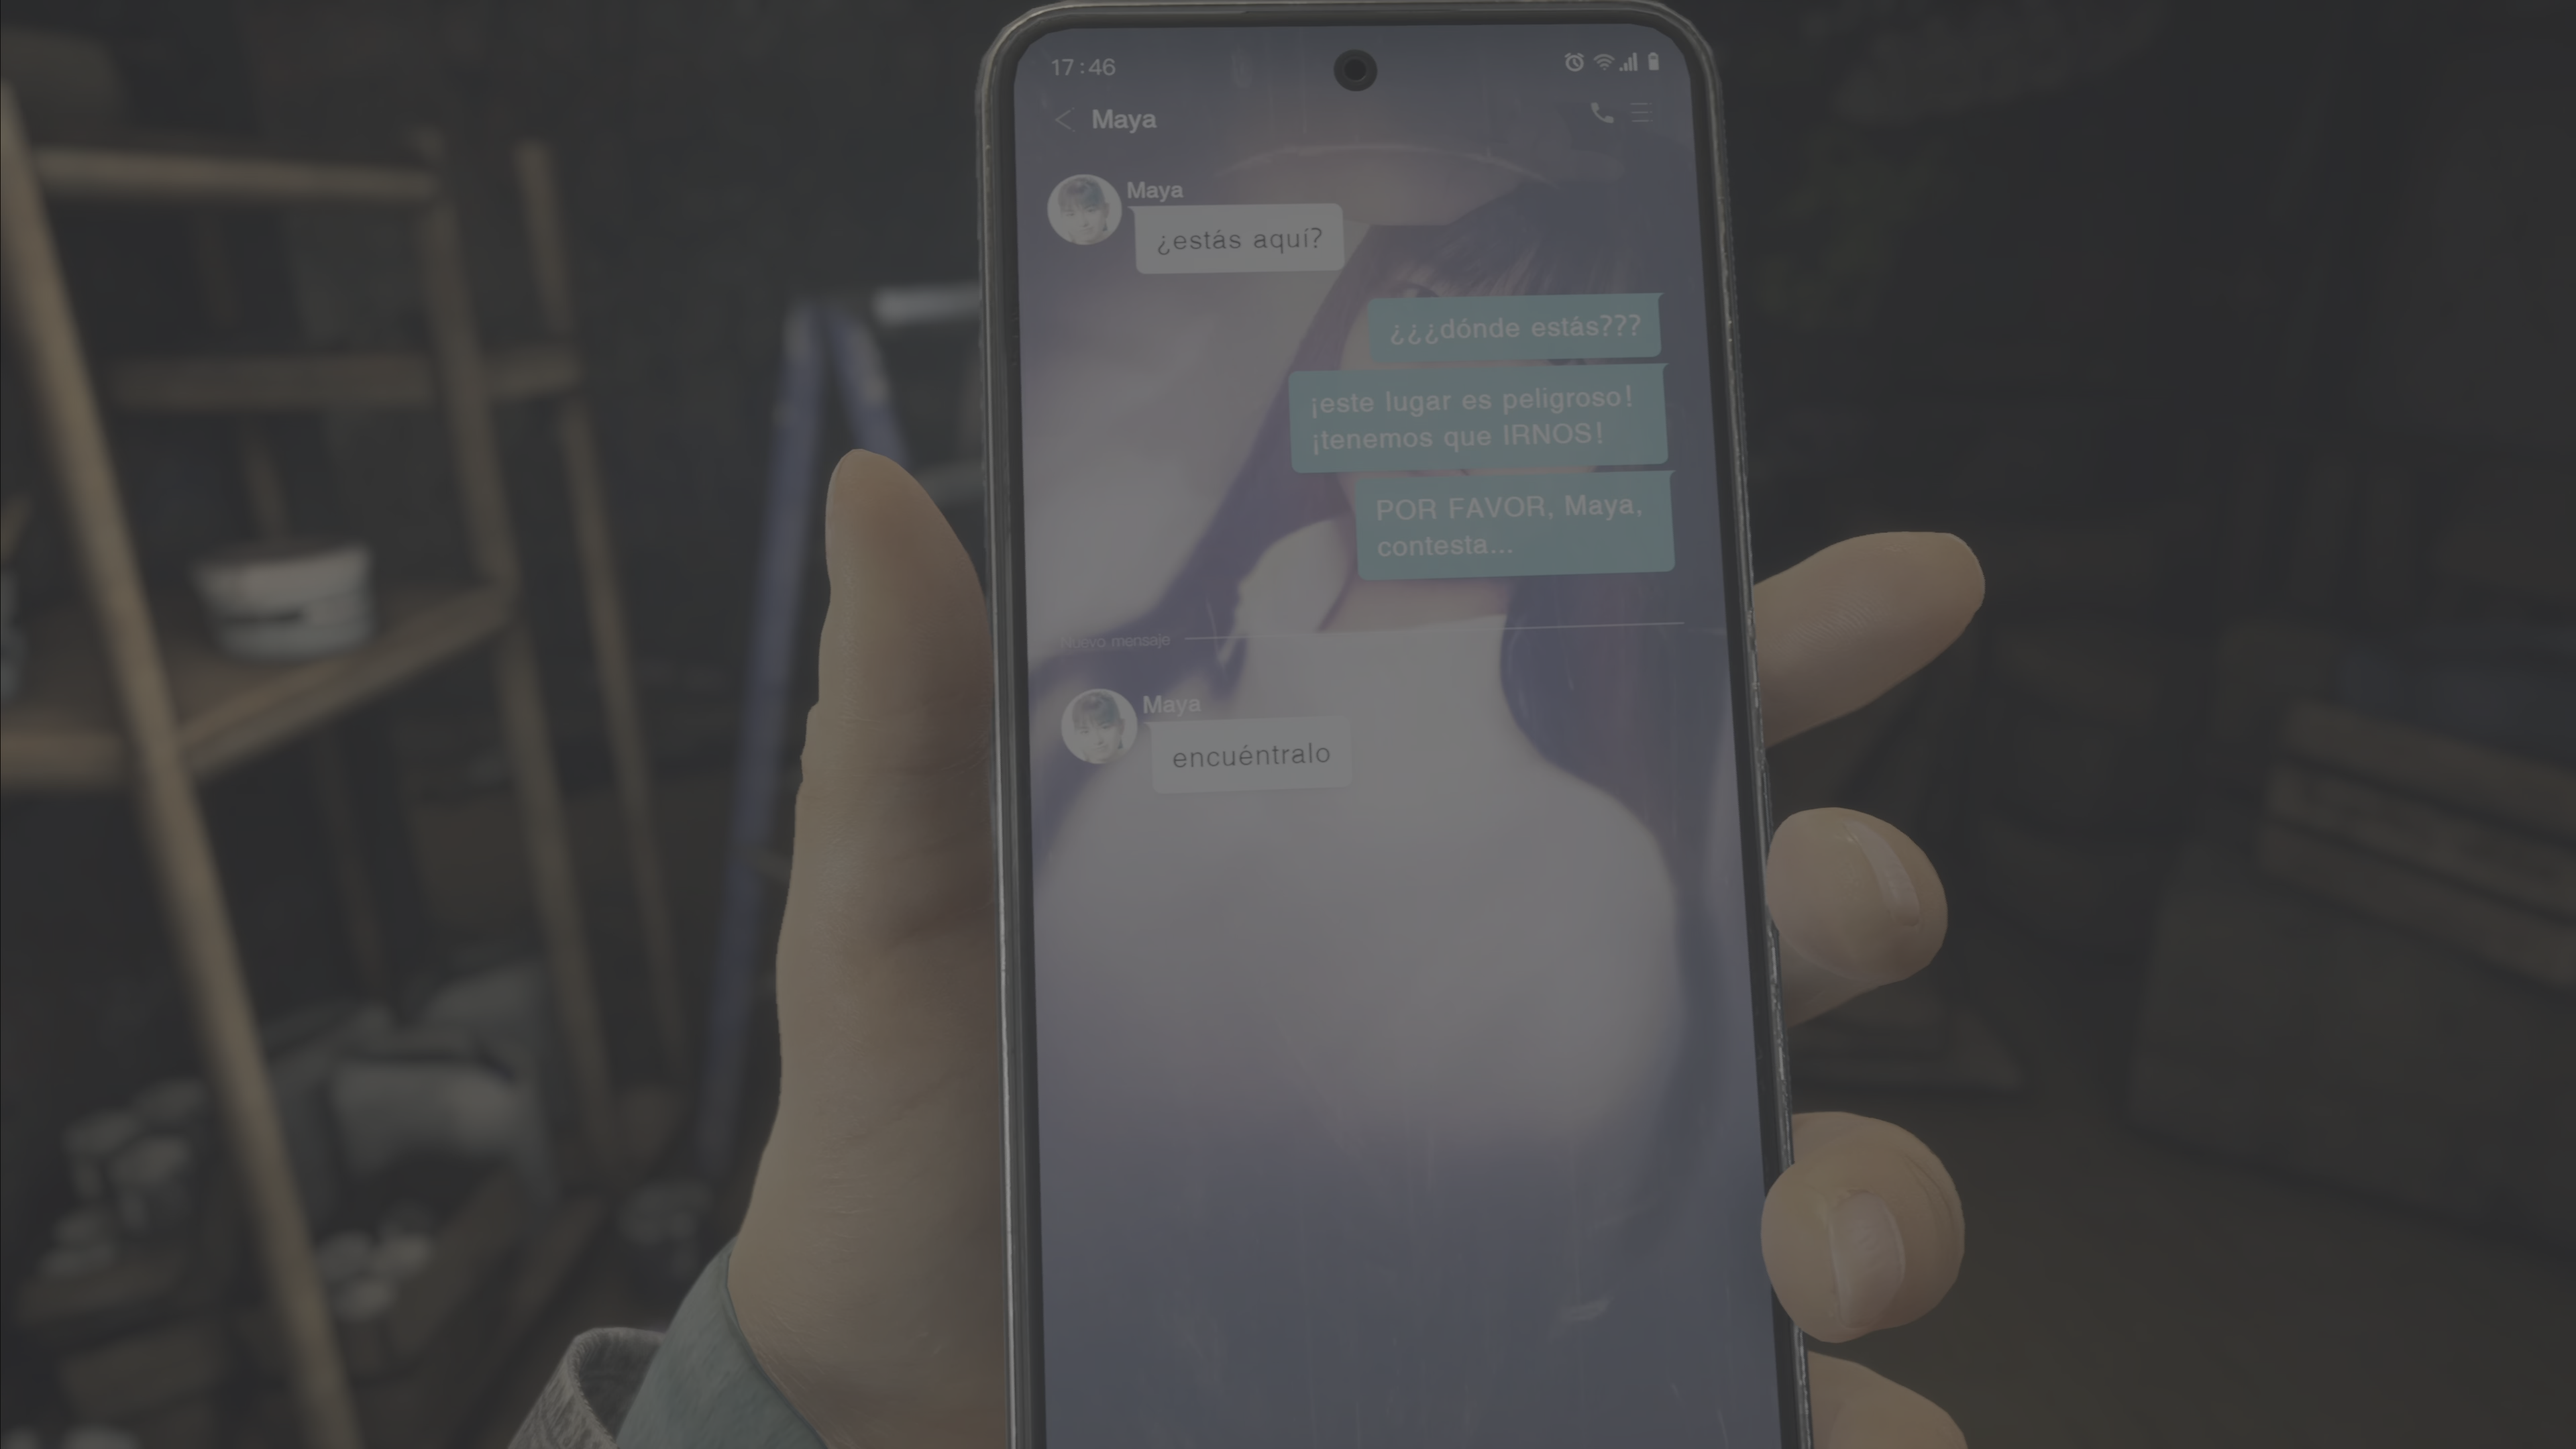 17:46
Maya
Maya
¿estás aquí?
¿¿¿dónde estás???
¡este lugar es peligroso!
¡tenemos que IRNOS!
POR FAVOR, Maya,
contesta...
Nuevo mensaje
Maya
encuéntralo